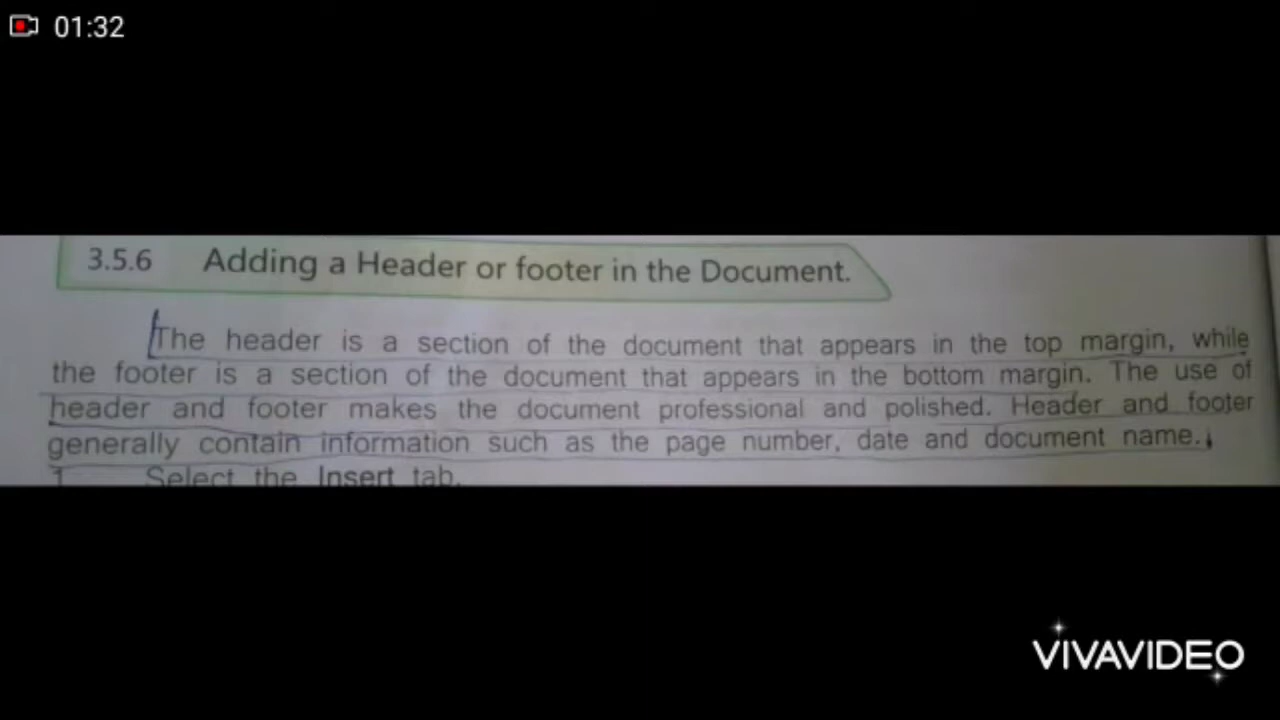 01:32
3.5.6 Adding a Header or footer in the Document.
The header is a section of the document that appears in the top margin, while
the footer is a section of the document that appears in the bottom margin. The use of
header and footer makes the document professional and polished. Header and footer
generally contain information such as the page number, date and document name.
1 Select the Insert tab.
VIVAVIDEO